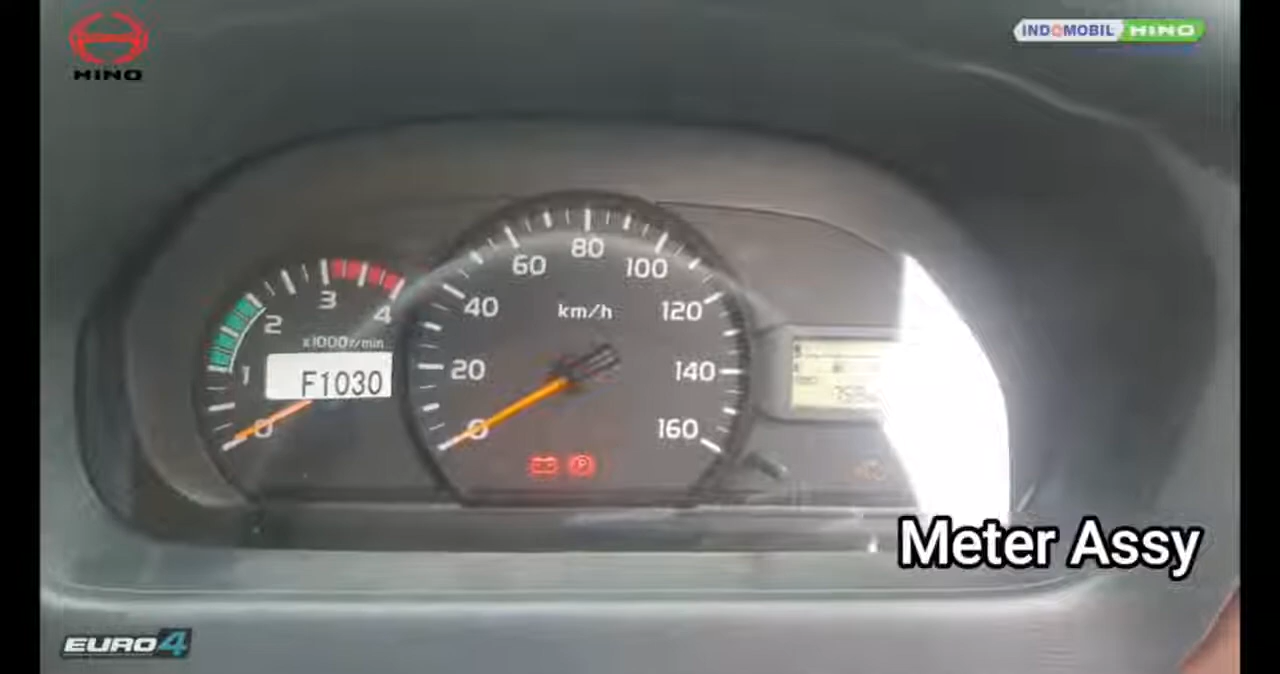 HINO
INDOMOBIL HINO
80
60
100
40
120
km/h
3
2
4
x1000r/min
1
F1030
20
140
0
0
160
P
Meter Assy
EURO4